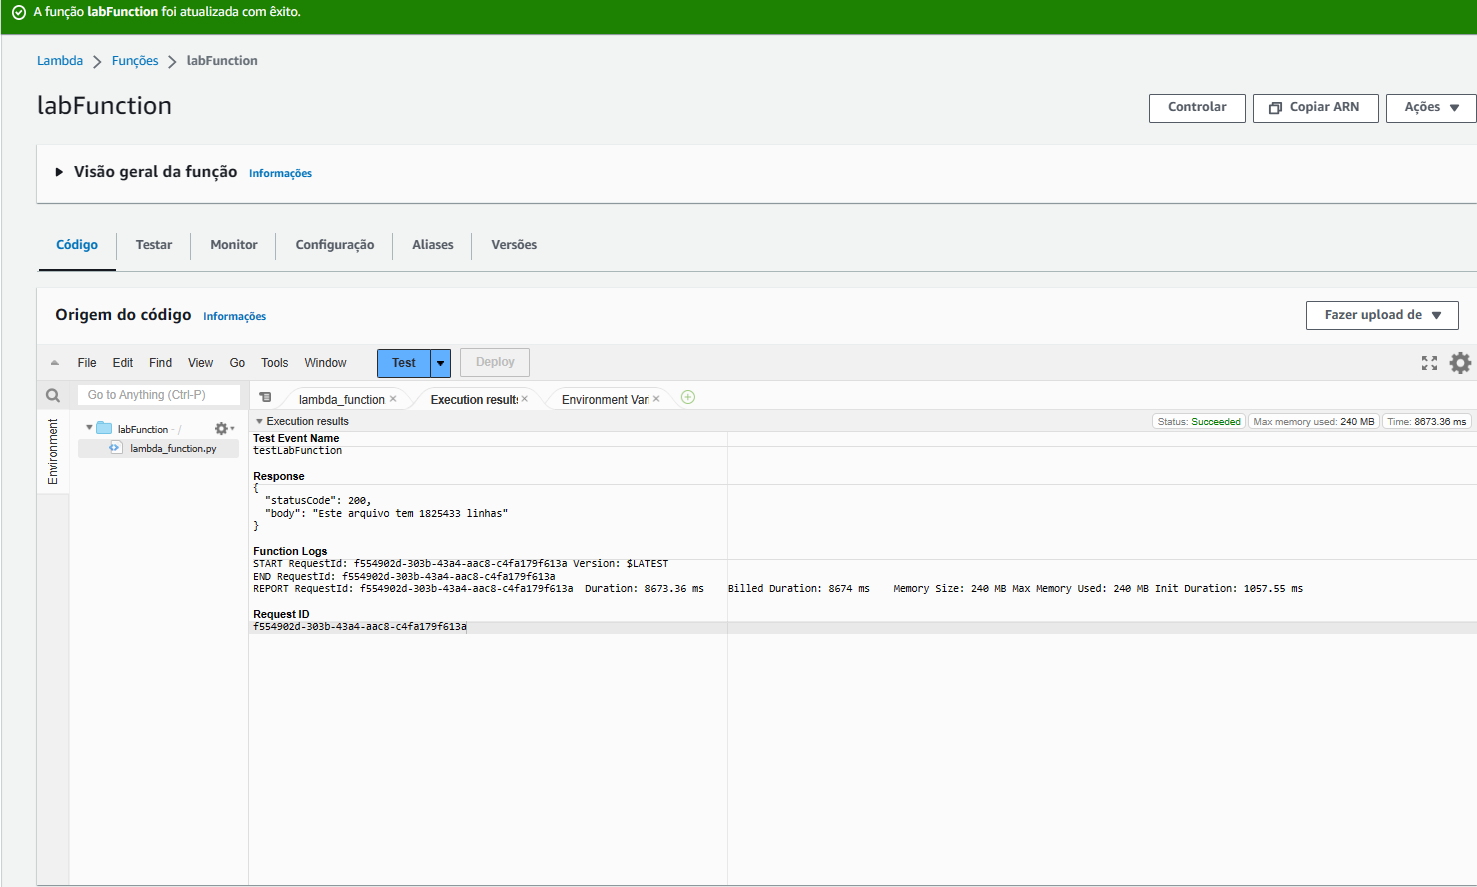 A função labFunction foi atualizada com êxito.
Lambda > Funções > labFunction
labFunction
Controlar
Copiar ARN
Ações
Visão geral da função Informações
Código
Testar
Monitor
Configuração
Aliases
Versões
Origem do código Informações
Fazer upload de
File Edit Find View Go Tools Window
Test
Deploy
Go to Anything (Ctrl-P)
lambda_function
Execution results
Environment Var
Environment
labFunction - /
lambda_function.py
Execution results
Status: Succeeded
Max memory used: 240 MB
Time: 8673.36 ms
Test Event Name
testLabFunction
Response
{
"statusCode": 200,
"body": "Este arquivo tem 1825433 linhas"
}
Function Logs
START RequestId: f554902d-303b-43a4-aac8-c4fa179f613a Version: $LATEST
END RequestId: f554902d-303b-43a4-aac8-c4fa179f613a
REPORT RequestId: f554902d-303b-43a4-aac8-c4fa179f613a Duration: 8673.36 ms Billed Duration: 8674 ms Memory Size: 240 MB Max Memory Used: 240 MB Init Duration: 1057.55 ms
Request ID
f554902d-303b-43a4-aac8-c4fa179f613a